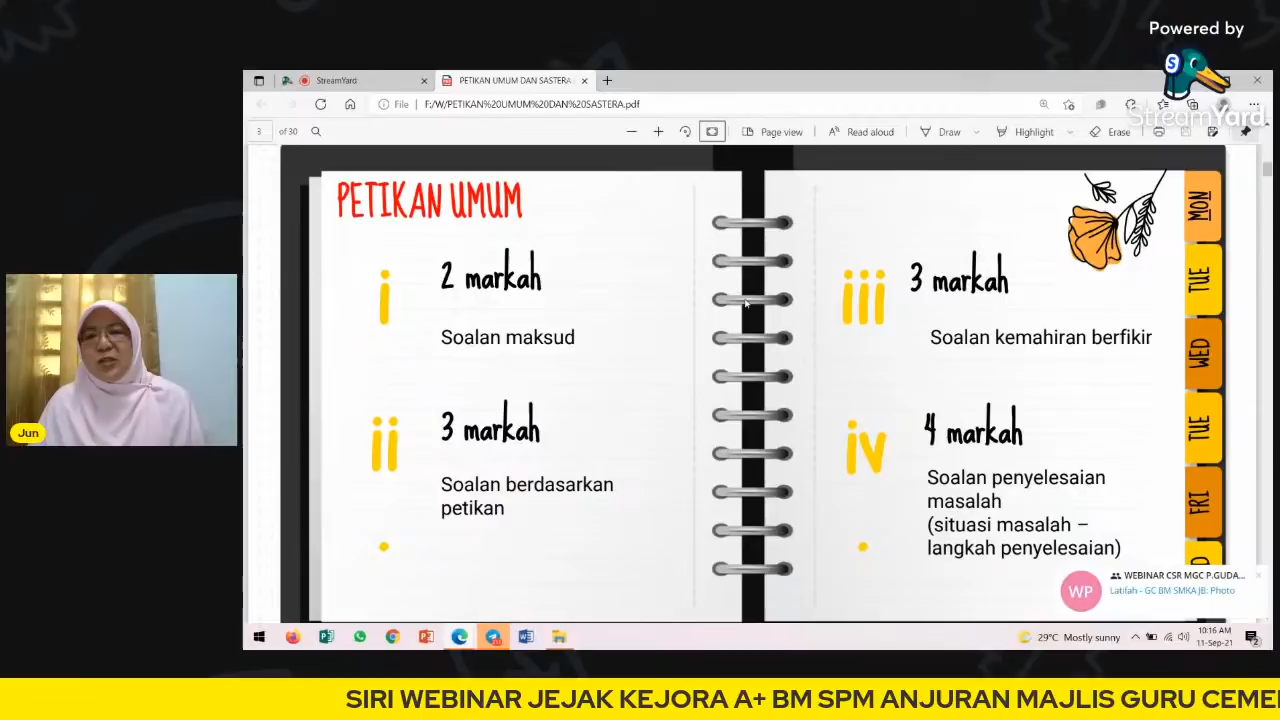 Powered by
StreamYard
StreamYard
PETIKAN UMUM DAN SASTERA
File
F:/W/PETIKAN%20UMUM%20DAN%20SASTERA.pdf
3
of 30
Page view
Read aloud
Draw
Highlight
Erase
PETIKAN UMUM
i
2 markah
Soalan maksud
ii
3 markah
Soalan berdasarkan
petikan
iii
3 markah
Soalan kemahiran berfikir
iv
4 markah
Soalan penyelesaian
masalah
(situasi masalah –
langkah penyelesaian)
MON
TUE
WED
TUE
FRI
Jun
WP
WEBINAR CSR MGC P.GUDA...
Latifah - GC BM SMKA JB: Photo
29°C Mostly sunny
10:16 AM
11-Sep-21
SIRI WEBINAR JEJAK KEJORA A+ BM SPM ANJURAN MAJLIS GURU CEME